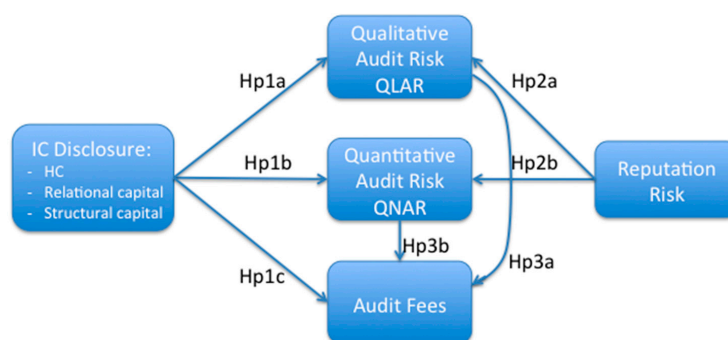 Qualitative
Audit Risk
QLAR
Hp1a
Hp2a
IC Disclosure:
- HC
- Relational capital
- Structural capital
Hp1b
Quantitative
Audit Risk
QNAR
Hp2b
Reputation
Risk
Hp3b
Hp3a
Hp1c
Audit Fees